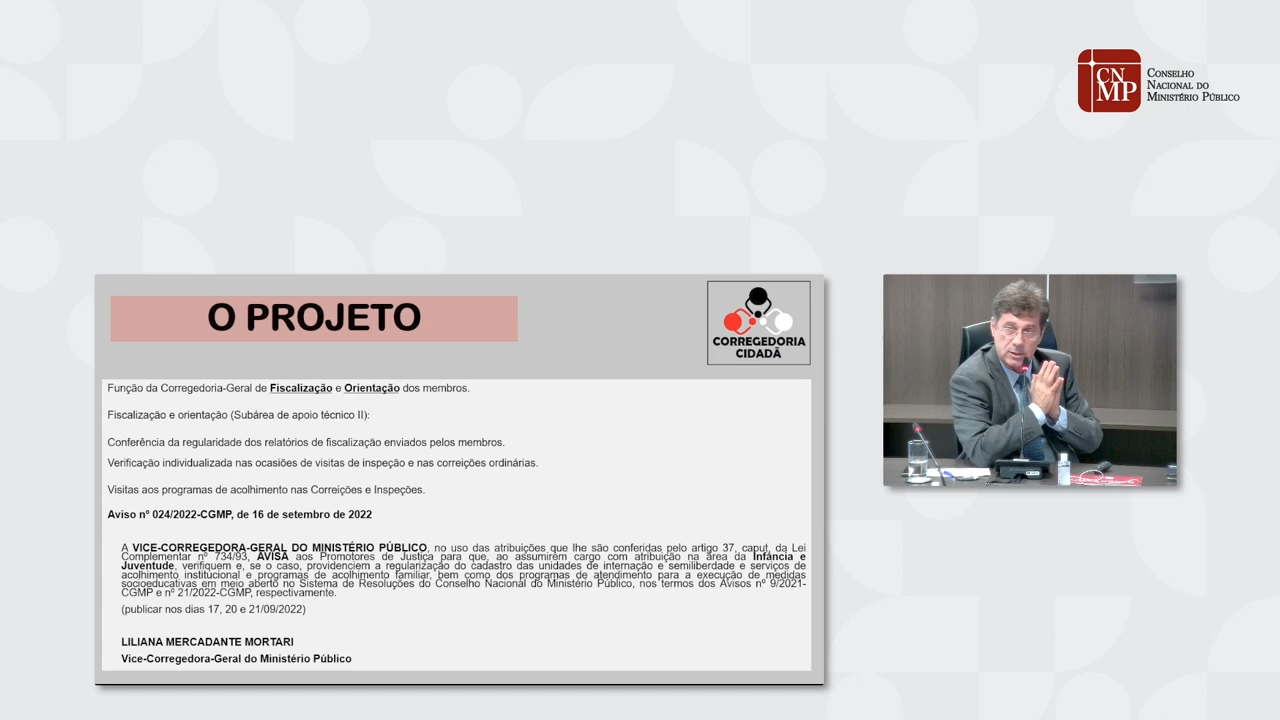 CN
MP
CONSELHO
NACIONAL DO
MINISTÉRIO PÚBLICO
O PROJETO
CORREGEDORIA
CIDADÃ
Função da Corregedoria-Geral de Fiscalização e Orientação dos membros.
Fiscalização e orientação (Subárea de apoio técnico II):
Conferência da regularidade dos relatórios de fiscalização enviados pelos membros.
Verificação individualizada nas ocasiões de visitas de inspeção e nas correições ordinárias.
Visitas aos programas de acolhimento nas Correições e Inspeções.
Aviso nº 024/2022-CGMP, de 16 de setembro de 2022
A VICE-CORREGEDORA-GERAL DO MINISTÉRIO PÚBLICO, no uso das atribuições que lhe são conferidas pelo artigo 37, caput, da Lei
Complementar nº 734/93, AVISA aos Promotores de Justiça para que, ao assumirem cargo com atribuição na área da Infância e
Juventude, verifiquem e, se o caso, providenciem a regularização do cadastro das unidades de internação e semiliberdade e serviços de
acolhimento institucional e programas de acolhimento familiar, bem como dos programas de atendimento para a execução de medidas
socioeducativas em meio aberto no Sistema de Resoluções do Conselho Nacional do Ministério Público, nos termos dos Avisos nº 9/2021-
CGMP e nº 21/2022-CGMP, respectivamente.
(publicar nos dias 17, 20 e 21/09/2022)
LILIANA MERCADANTE MORTARI
Vice-Corregedora-Geral do Ministério Público